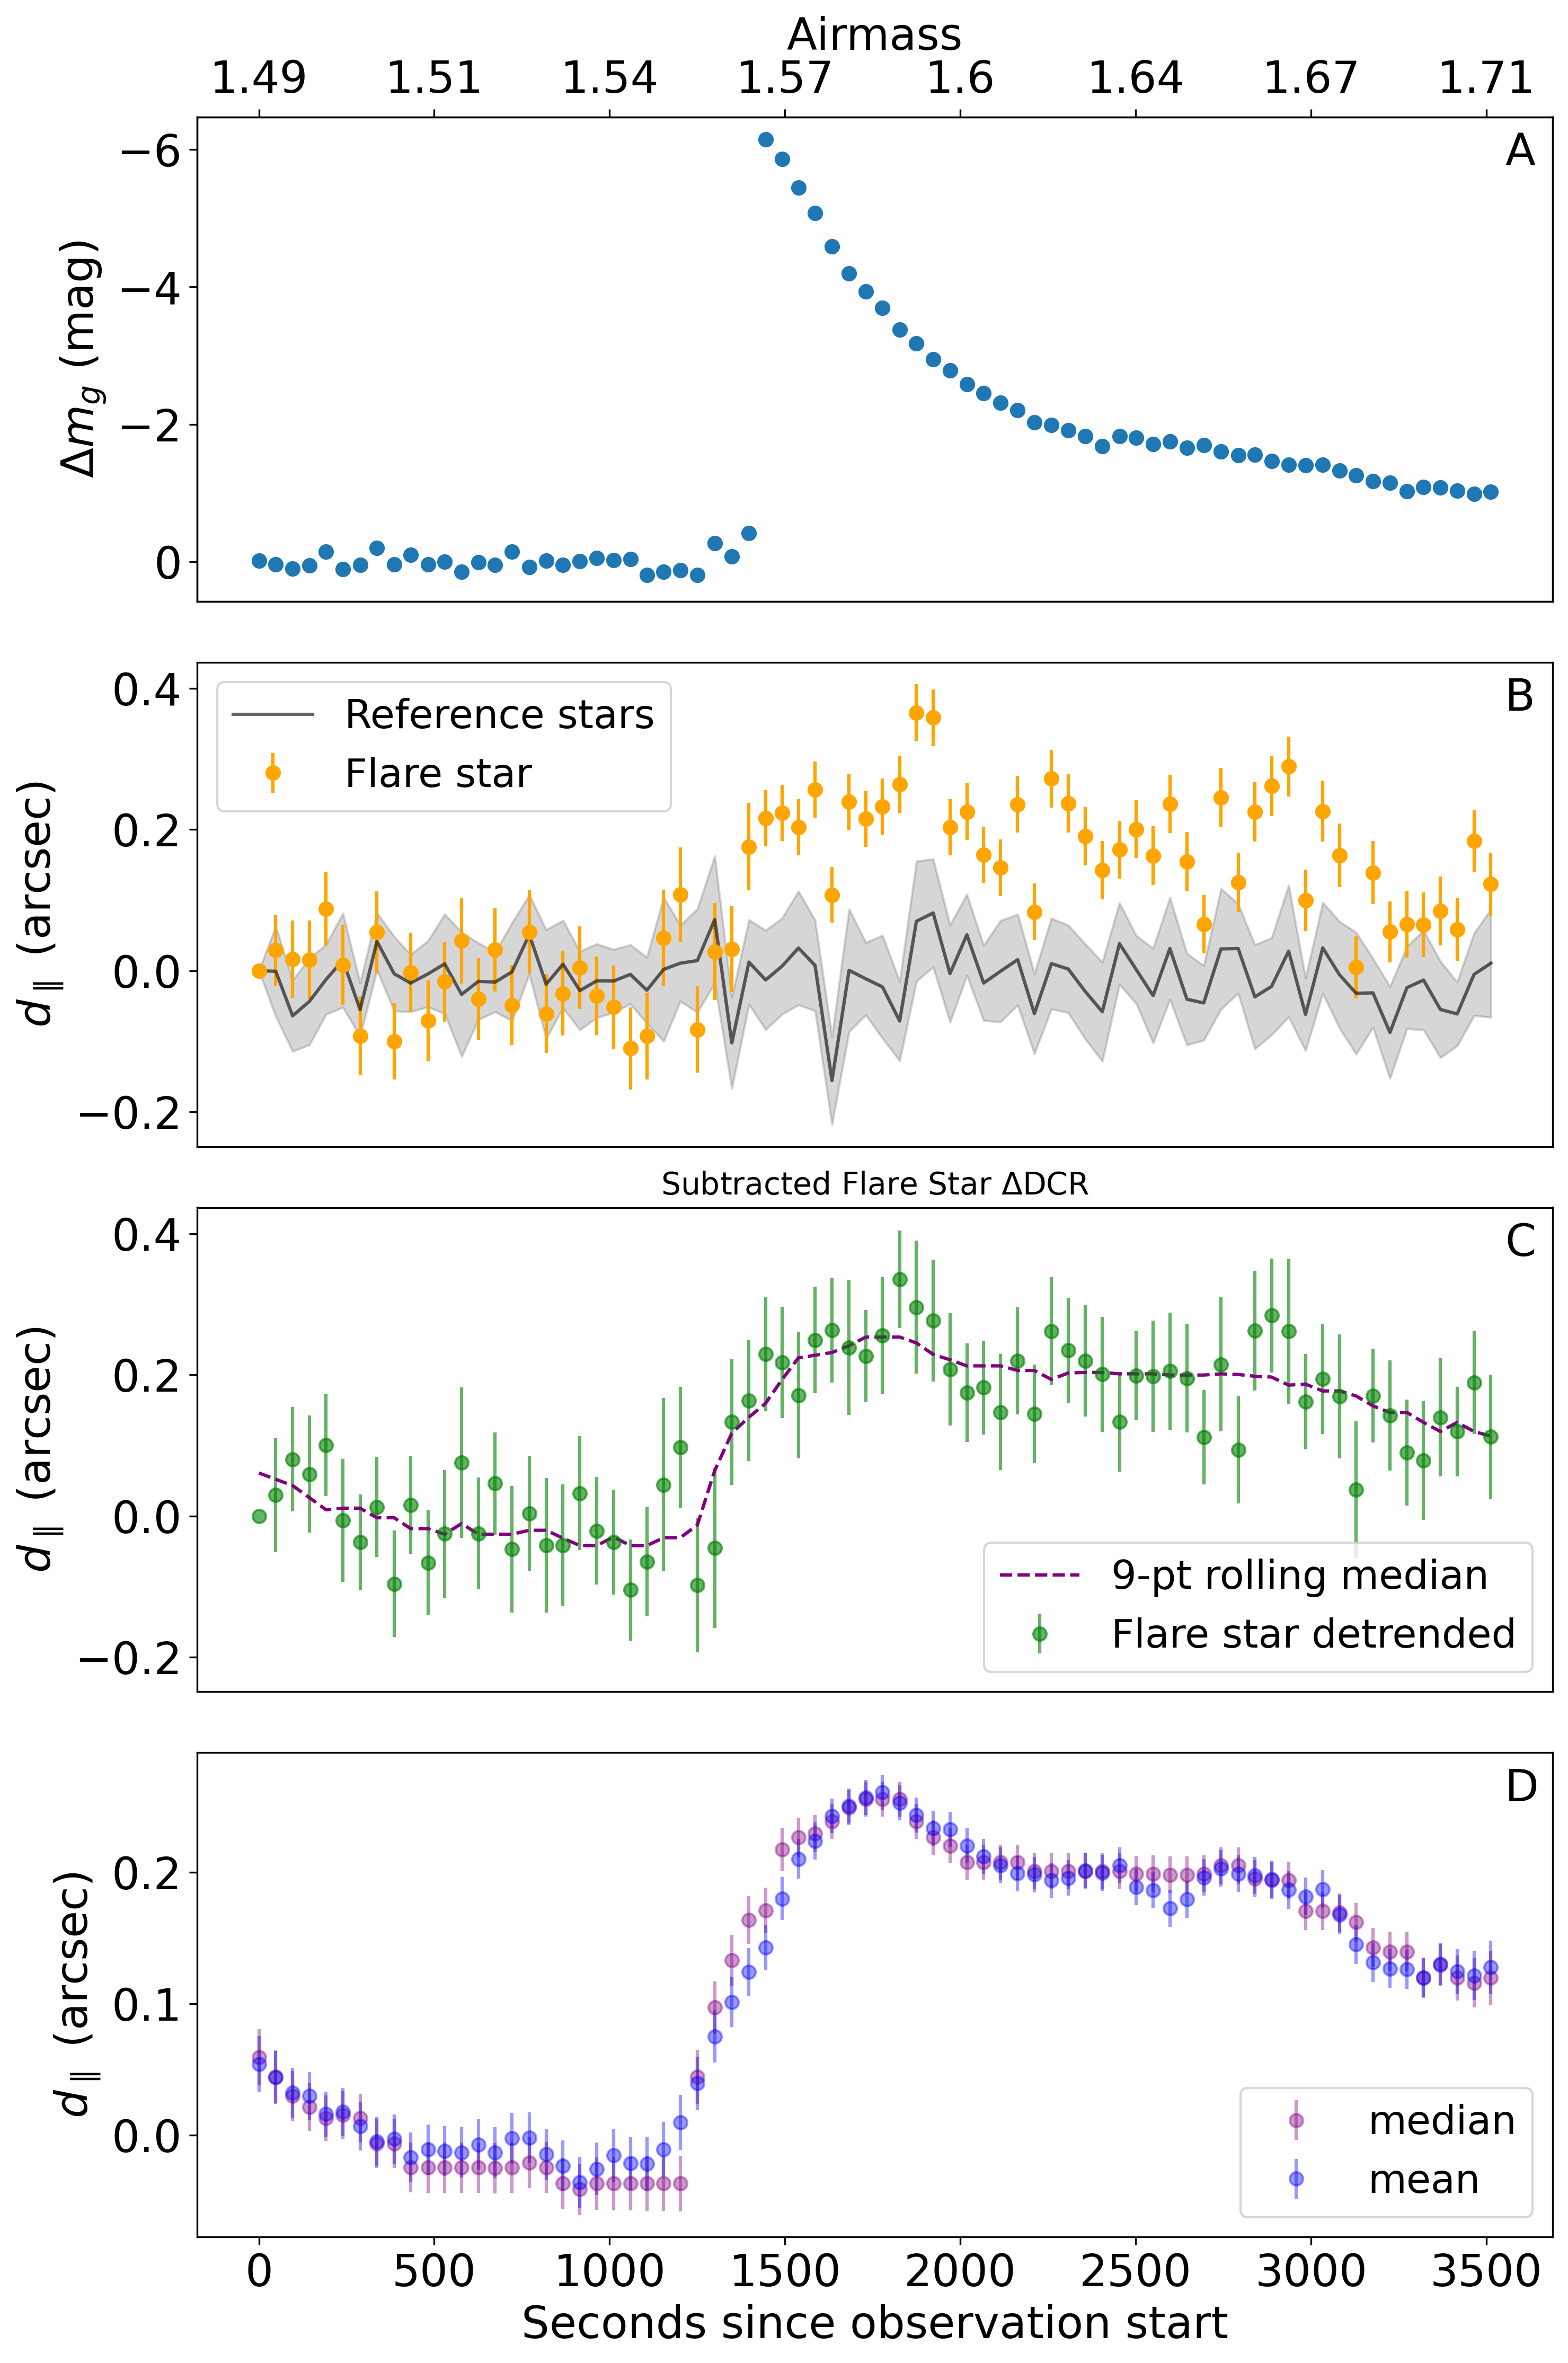 Airmass
1.49 1.51 1.54 1.57 1.6 1.64 1.67 1.71
A
−6
−4
−2
0
Δm_g (mag)
B
Reference stars
Flare star
0.4
0.2
0.0
−0.2
d_∥ (arcsec)
Subtracted Flare Star ΔDCR
C
0.4
0.2
0.0
−0.2
d_∥ (arcsec)
9-pt rolling median
Flare star detrended
D
0.2
0.1
0.0
d_∥ (arcsec)
median
mean
0 500 1000 1500 2000 2500 3000 3500
Seconds since observation start